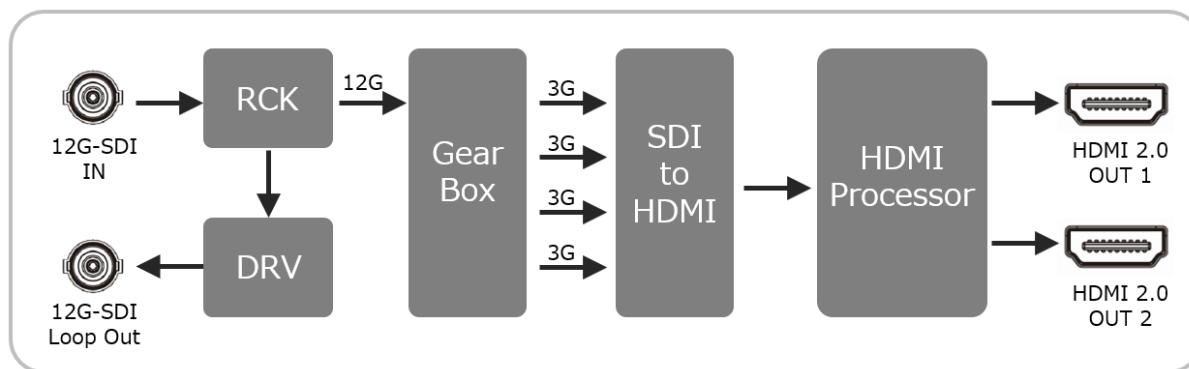 12G-SDI
IN
RCK
12G
Gear
Box
3G
3G
3G
3G
SDI
to
HDMI
HDMI
Processor
HDMI 2.0
OUT 1
DRV
12G-SDI
Loop Out
HDMI 2.0
OUT 2